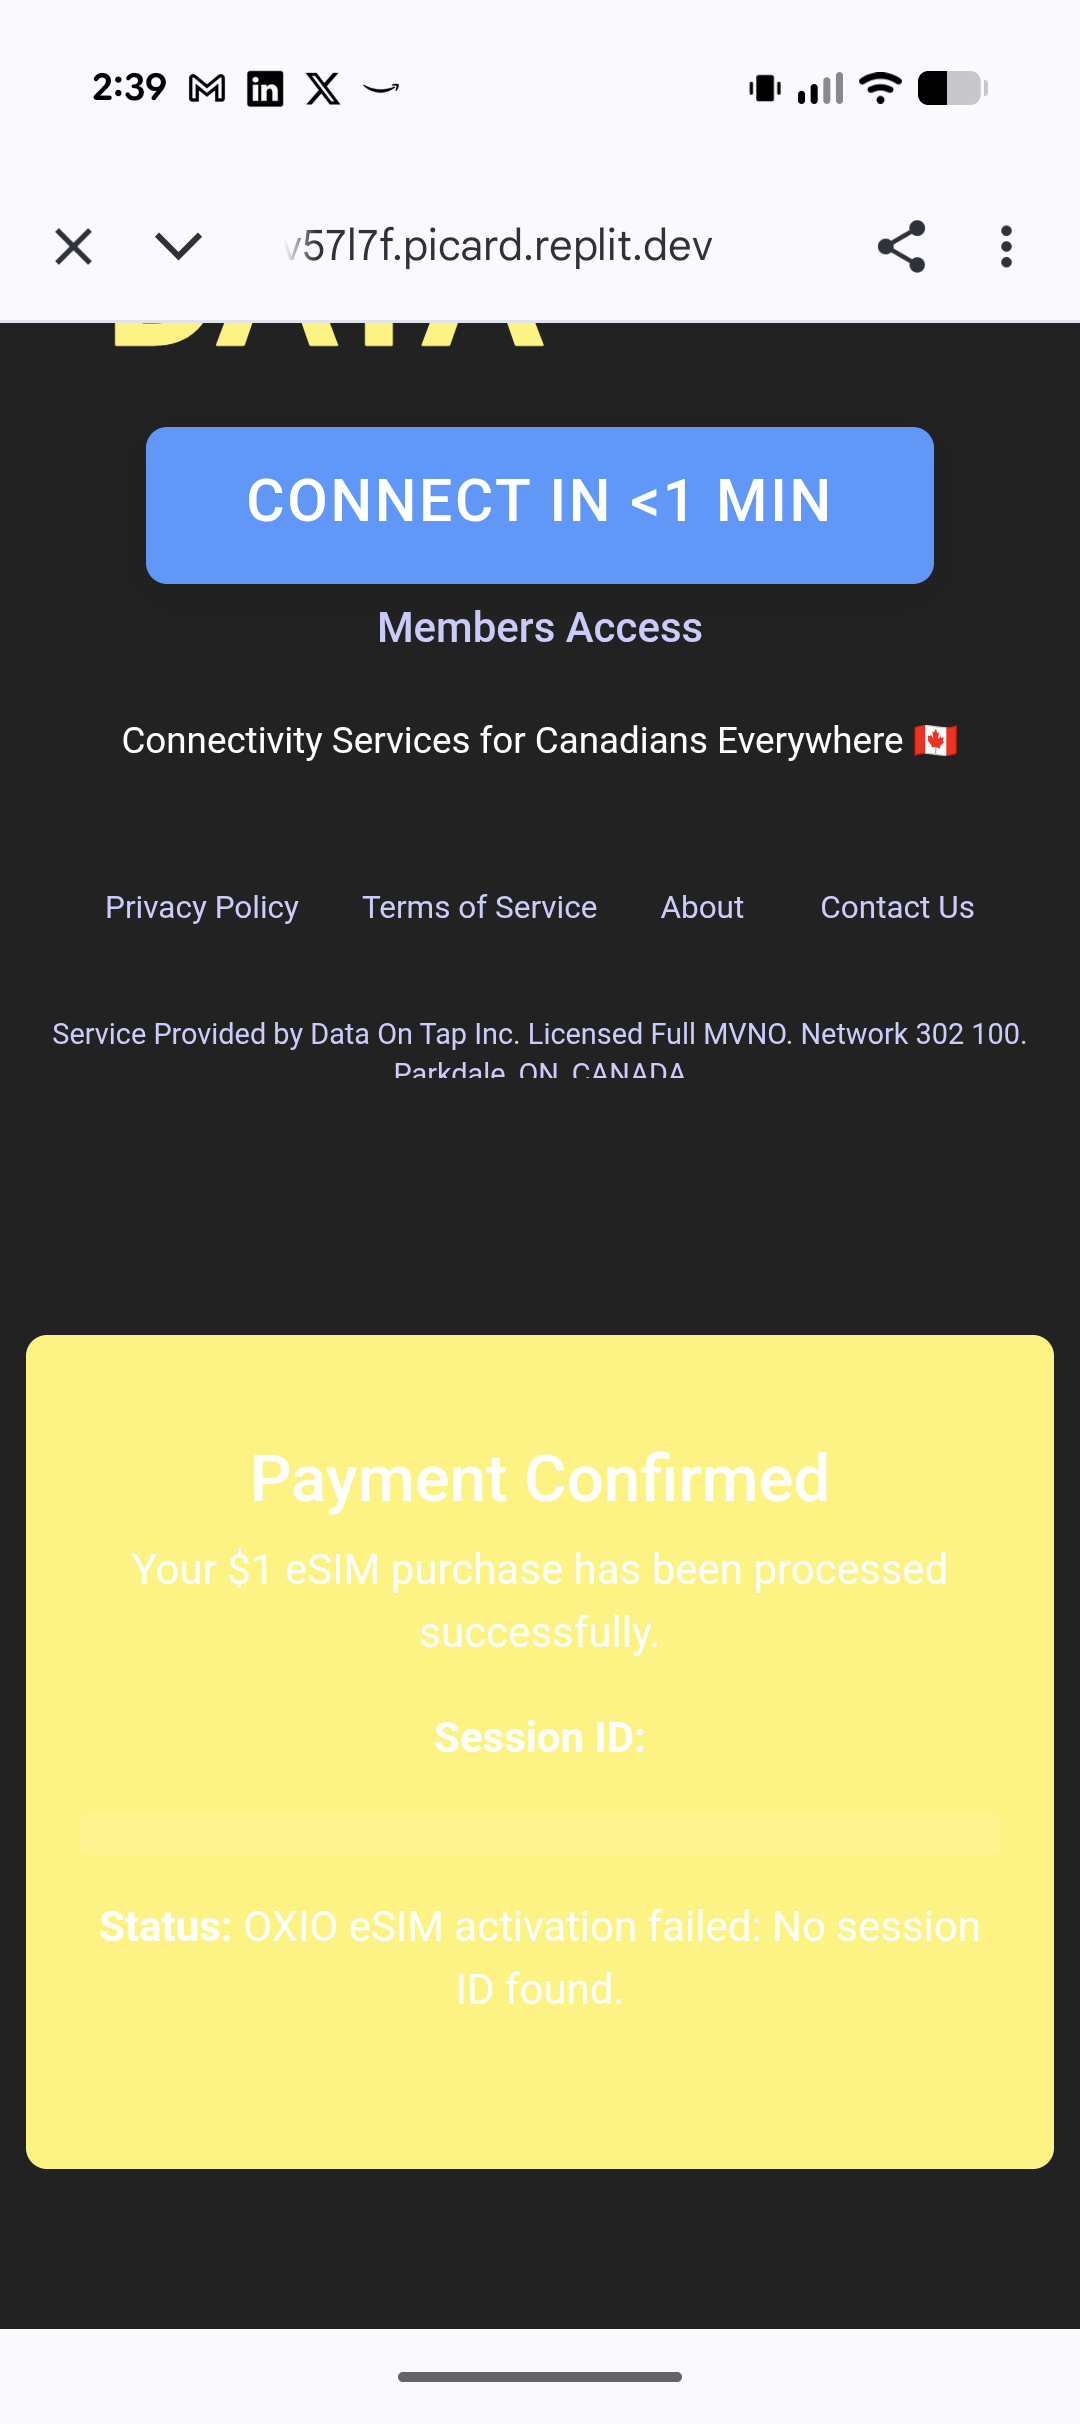 2:39
v57l7f.picard.replit.dev
DATA
CONNECT IN <1 MIN
Members Access
Connectivity Services for Canadians Everywhere 🇨🇦
Privacy Policy Terms of Service About Contact Us
Service Provided by Data On Tap Inc. Licensed Full MVNO. Network 302 100.
Parkdale, ON, CANADA
Payment Confirmed
Your $1 eSIM purchase has been processed
successfully.
Session ID:
Status: OXIO eSIM activation failed: No session
ID found.